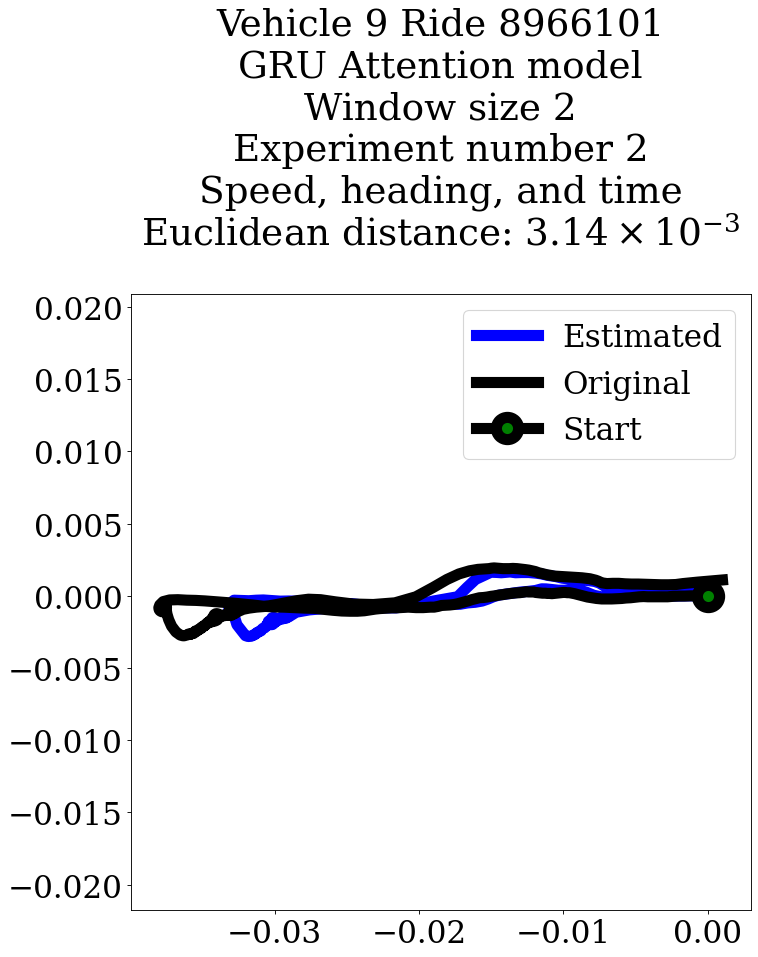 Vehicle 9 Ride 8966101
GRU Attention model
Window size 2
Experiment number 2
Speed, heading, and time
Euclidean distance: 3.14 × 10⁻³
Estimated
Original
Start
0.020
0.015
0.010
0.005
0.000
−0.005
−0.010
−0.015
−0.020
−0.03 −0.02 −0.01 0.00